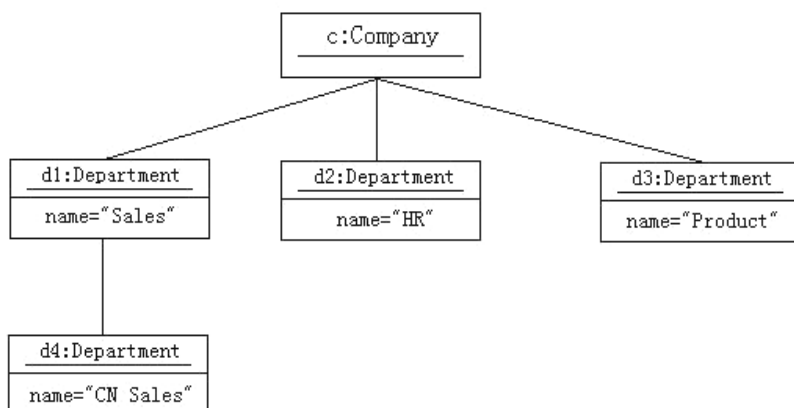 c:Company
d1:Department
name="Sales"
d2:Department
name="HR"
d3:Department
name="Product"
d4:Department
name="CN Sales"